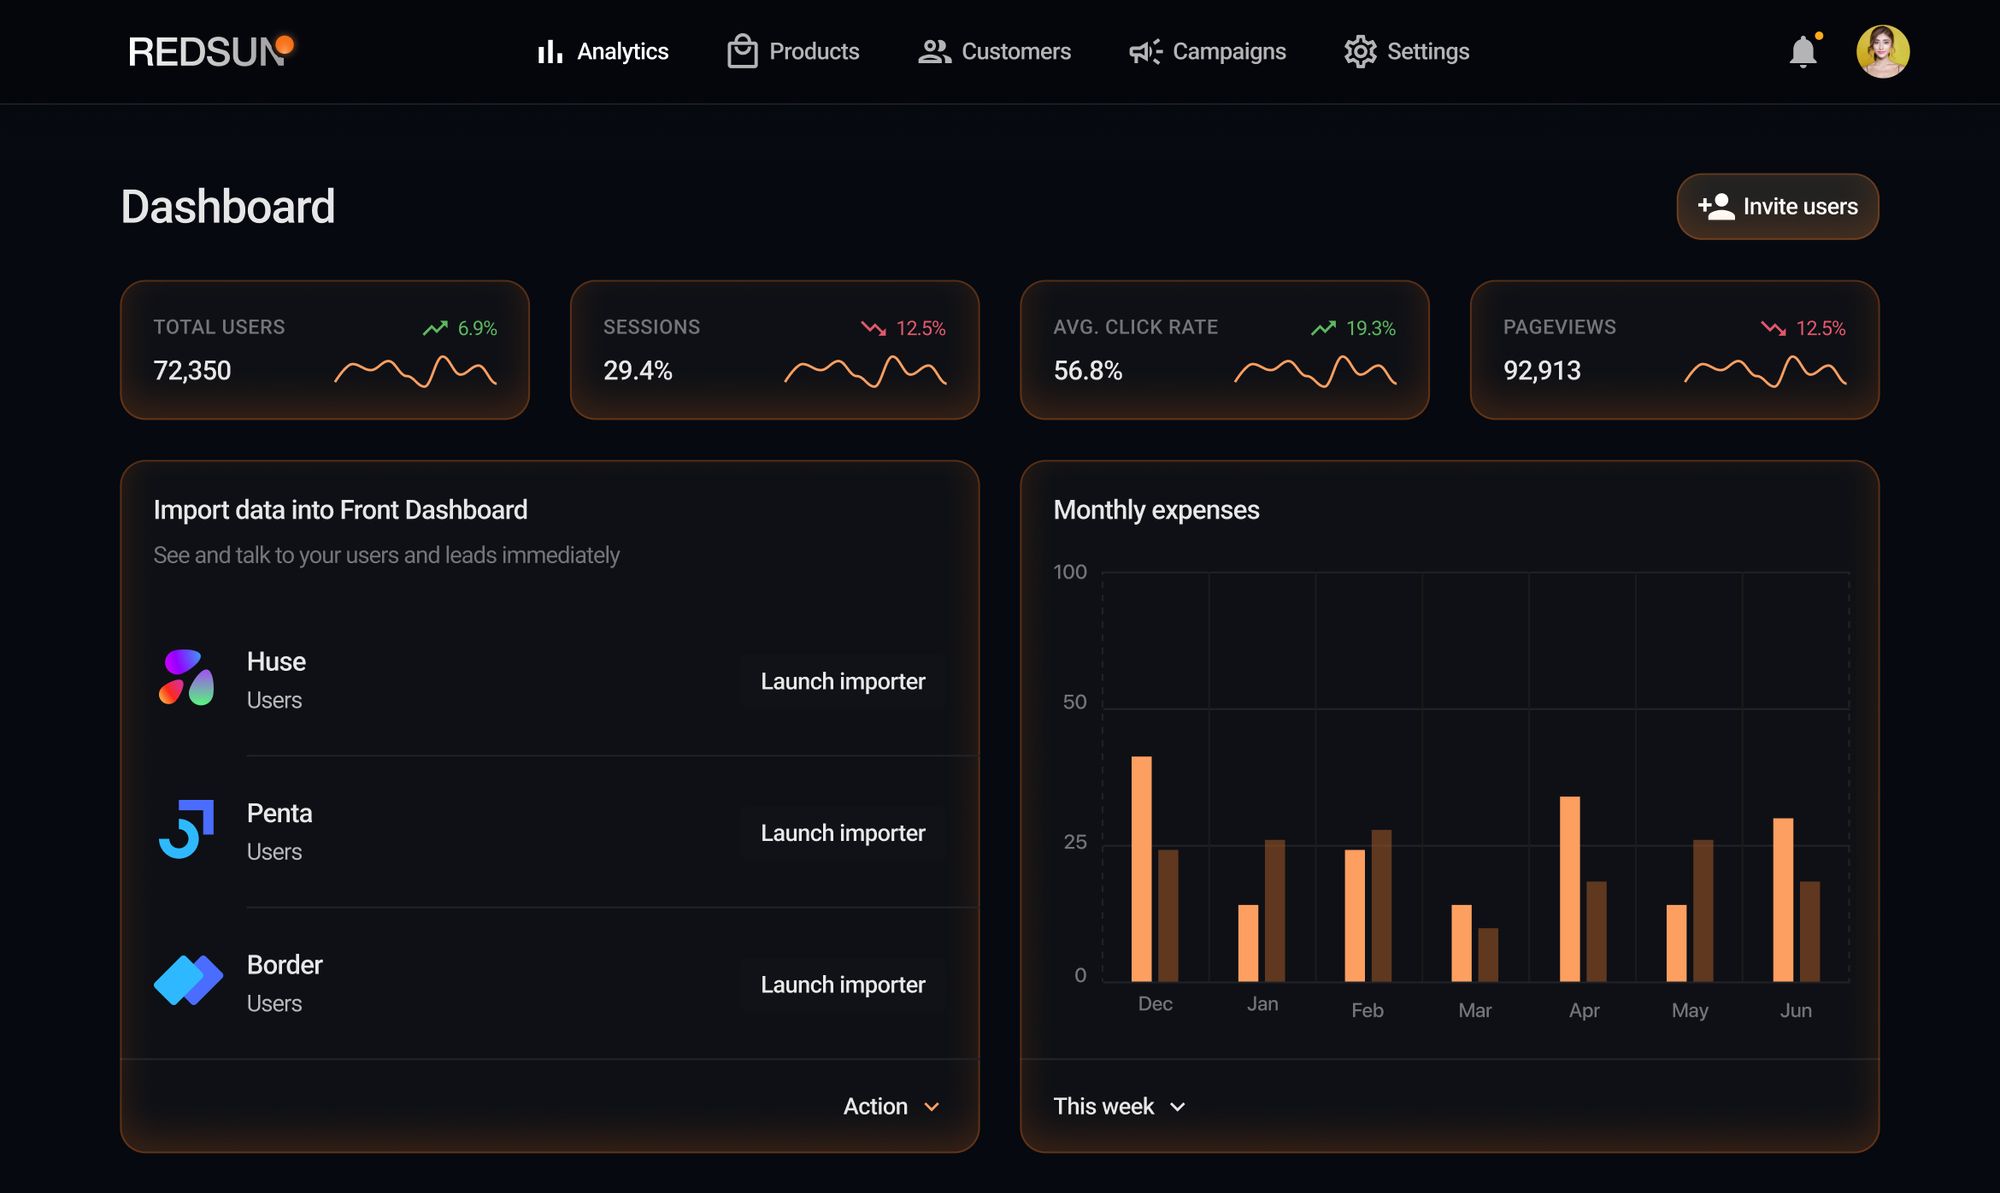 REDSUN
Analytics
Products
Customers
Campaigns
Settings
Dashboard
Invite users
TOTAL USERS
6.9%
72,350
SESSIONS
12.5%
29.4%
AVG. CLICK RATE
19.3%
56.8%
PAGEVIEWS
12.5%
92,913
Import data into Front Dashboard
See and talk to your users and leads immediately
Huse
Users
Launch importer
Penta
Users
Launch importer
Border
Users
Launch importer
Action
Monthly expenses
100
50
25
0
Dec
Jan
Feb
Mar
Apr
May
Jun
This week